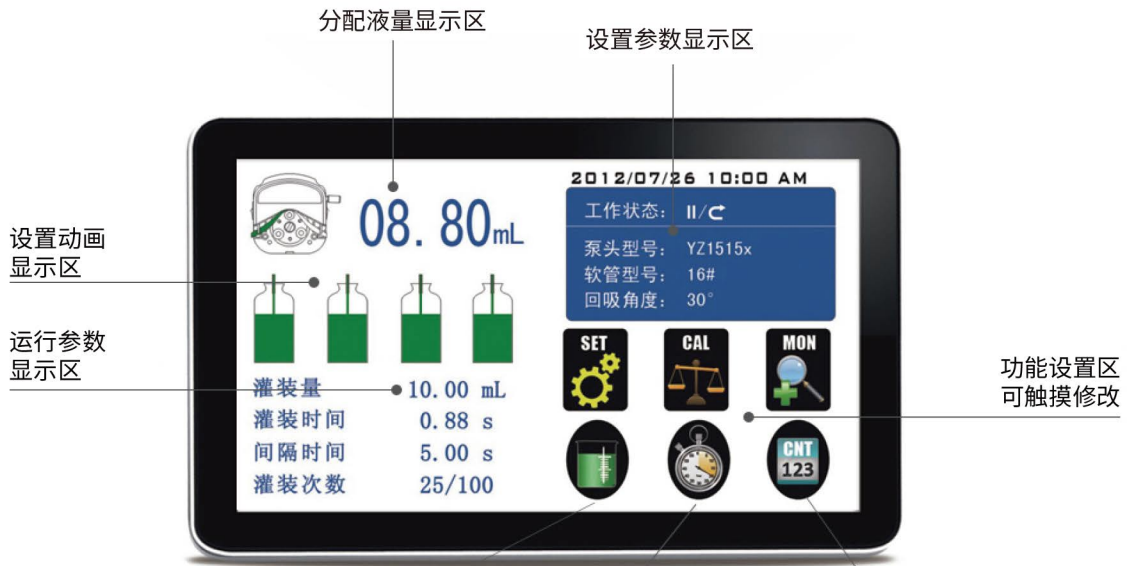 分配液量显示区
设置参数显示区
2012/07/26 10:00 AM
08.80mL
工作状态: II/
泵头型号: YZ1515x
软管型号: 16#
回吸角度: 30°
设置动画
显示区
运行参数
显示区
SET
CAL
MON
功能设置区
可触摸修改
灌装量 10.00 mL
灌装时间 0.88 s
间隔时间 5.00 s
灌装次数 25/100
CNT
123